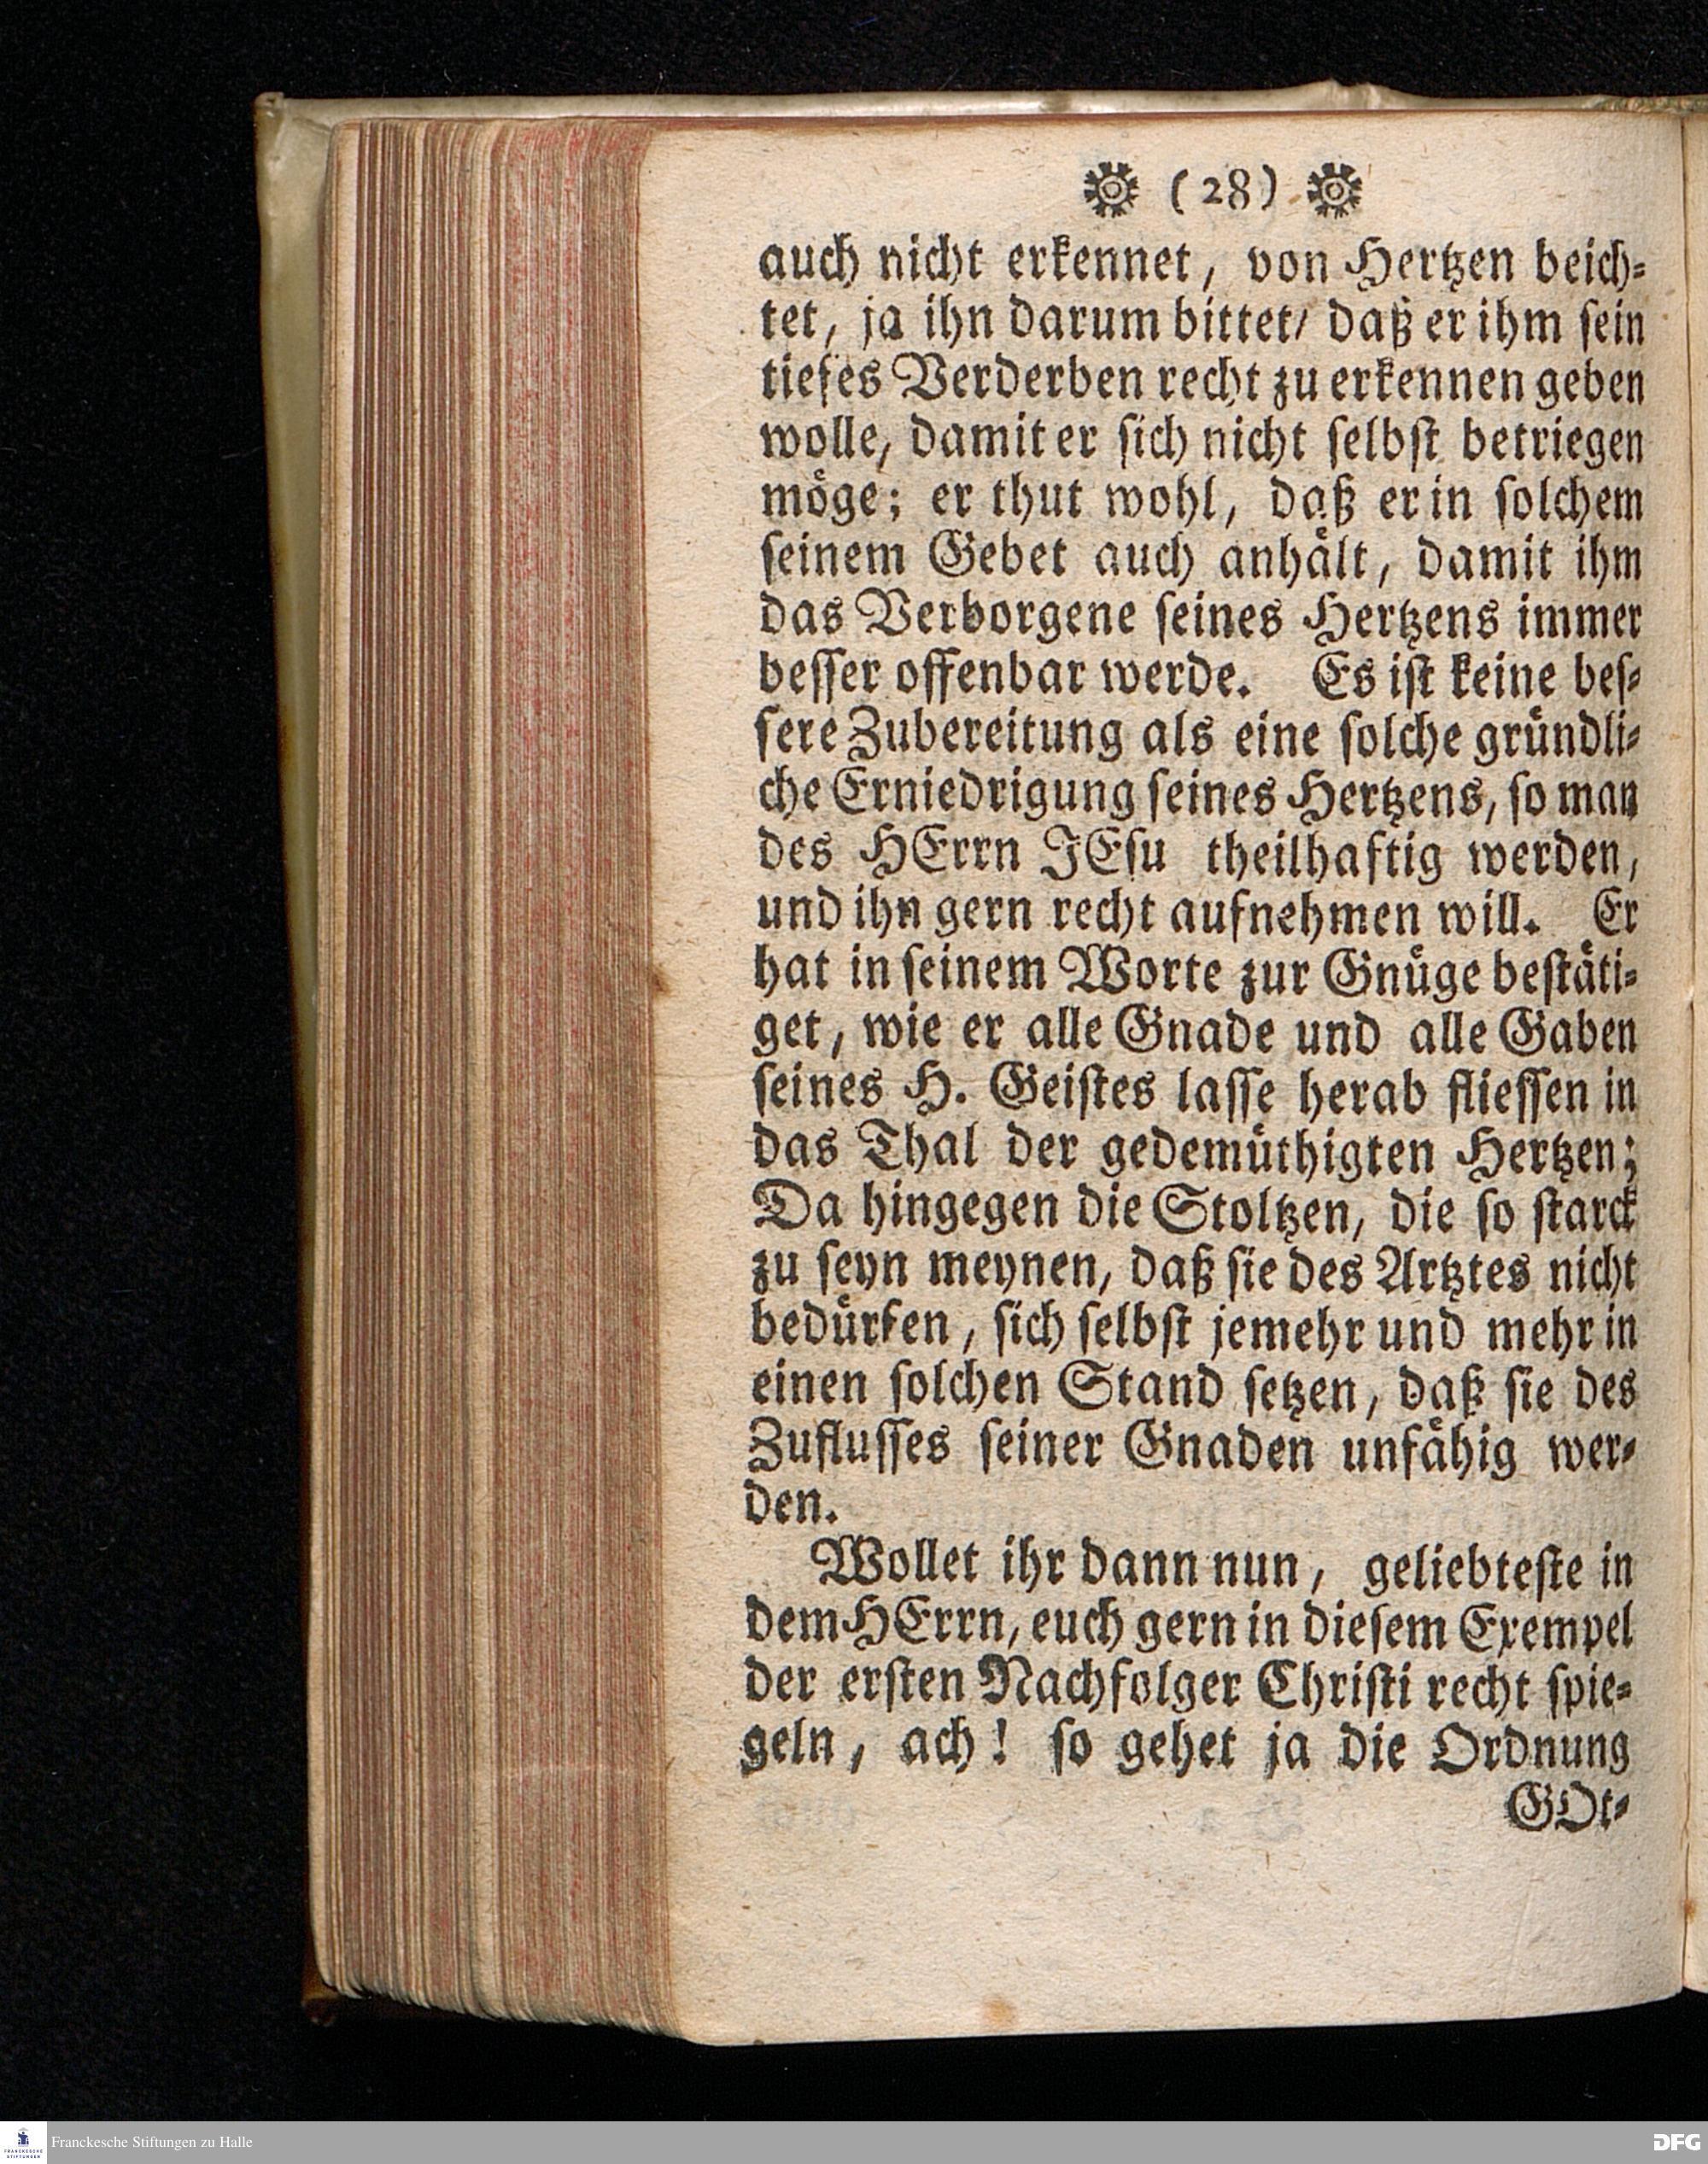 (28)
auch nicht erkennet, von Hertzen beich-
tet, ja ihn darum bittet/ daß er ihm sein
tiefes Verderben recht zu erkennen geben
wolle, damit er sich nicht selbst betriegen
möge; er thut wohl, daß er in solchem
seinem Gebet auch anhält, damit ihm
das Verborgene seines Hertzens immer
besser offenbar werde. Es ist keine bes-
sere Zubereitung als eine solche gründli-
che Erniedrigung seines Hertzens, so man
des HErrn JEsu theilhaftig werden,
und ihn gern recht aufnehmen will. Er
hat in seinem Worte zur Gnüge bestäti-
get, wie er alle Gnade und alle Gaben
seines H. Geistes lasse herab fliessen in
das Thal der gedemüthigten Hertzen;
Da hingegen die Stoltzen, die so starck
zu seyn meynen, daß sie des Artztes nicht
bedürfen, sich selbst jemehr und mehr in
einen solchen Stand setzen, daß sie des
Zuflusses seiner Gnaden unfähig wer-
den.
Wollet ihr dann nun, geliebteste in
dem HErrn, euch gern in diesem Exempel
der ersten Nachfolger Christi recht spie-
geln, ach! so gehet ja die Ordnung
GOt-
FRANCKESCHE
STIFTUNGEN
Franckesche Stiftungen zu Halle
DFG